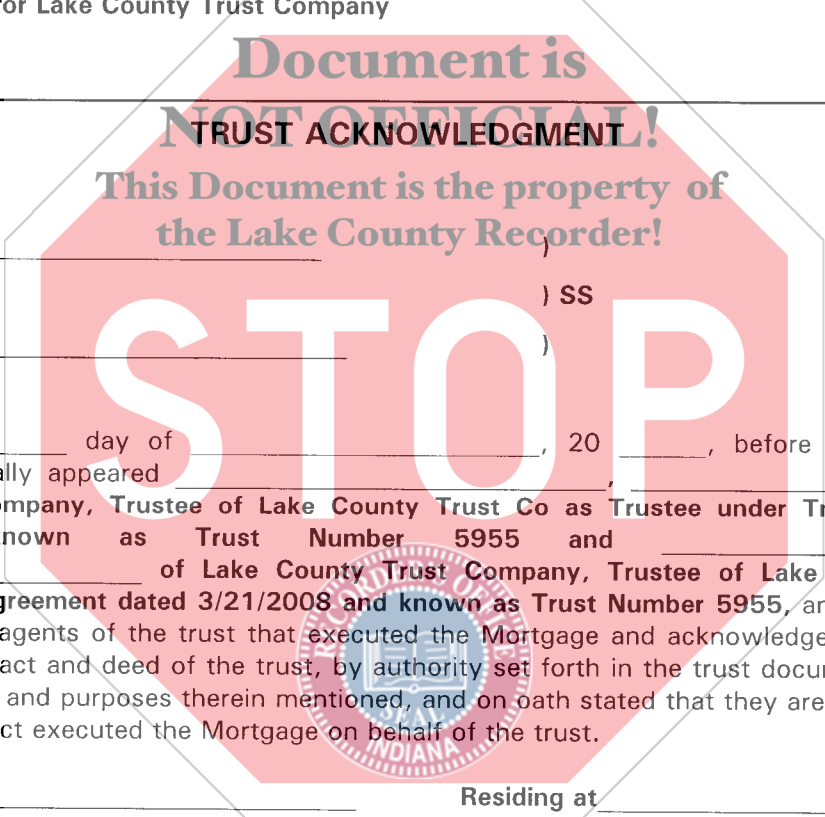 or Lake County Trust Company
Document is
NOT OFFICIAL!
TRUST ACKNOWLEDGMENT
This Document is the property of
the Lake County Recorder!
)
) SS
)
STOP
day of , 20 , before
ally appeared , 
mpany, Trustee of Lake County Trust Co as Trustee under Tr
nown as Trust Number 5955 and
of Lake County Trust Company, Trustee of Lake
greement dated 3/21/2008 and known as Trust Number 5955, an
agents of the trust that executed the Mortgage and acknowledge
act and deed of the trust, by authority set forth in the trust docu
and purposes therein mentioned, and on oath stated that they are
ct executed the Mortgage on behalf of the trust.
SEAL
INDIANA
Residing at